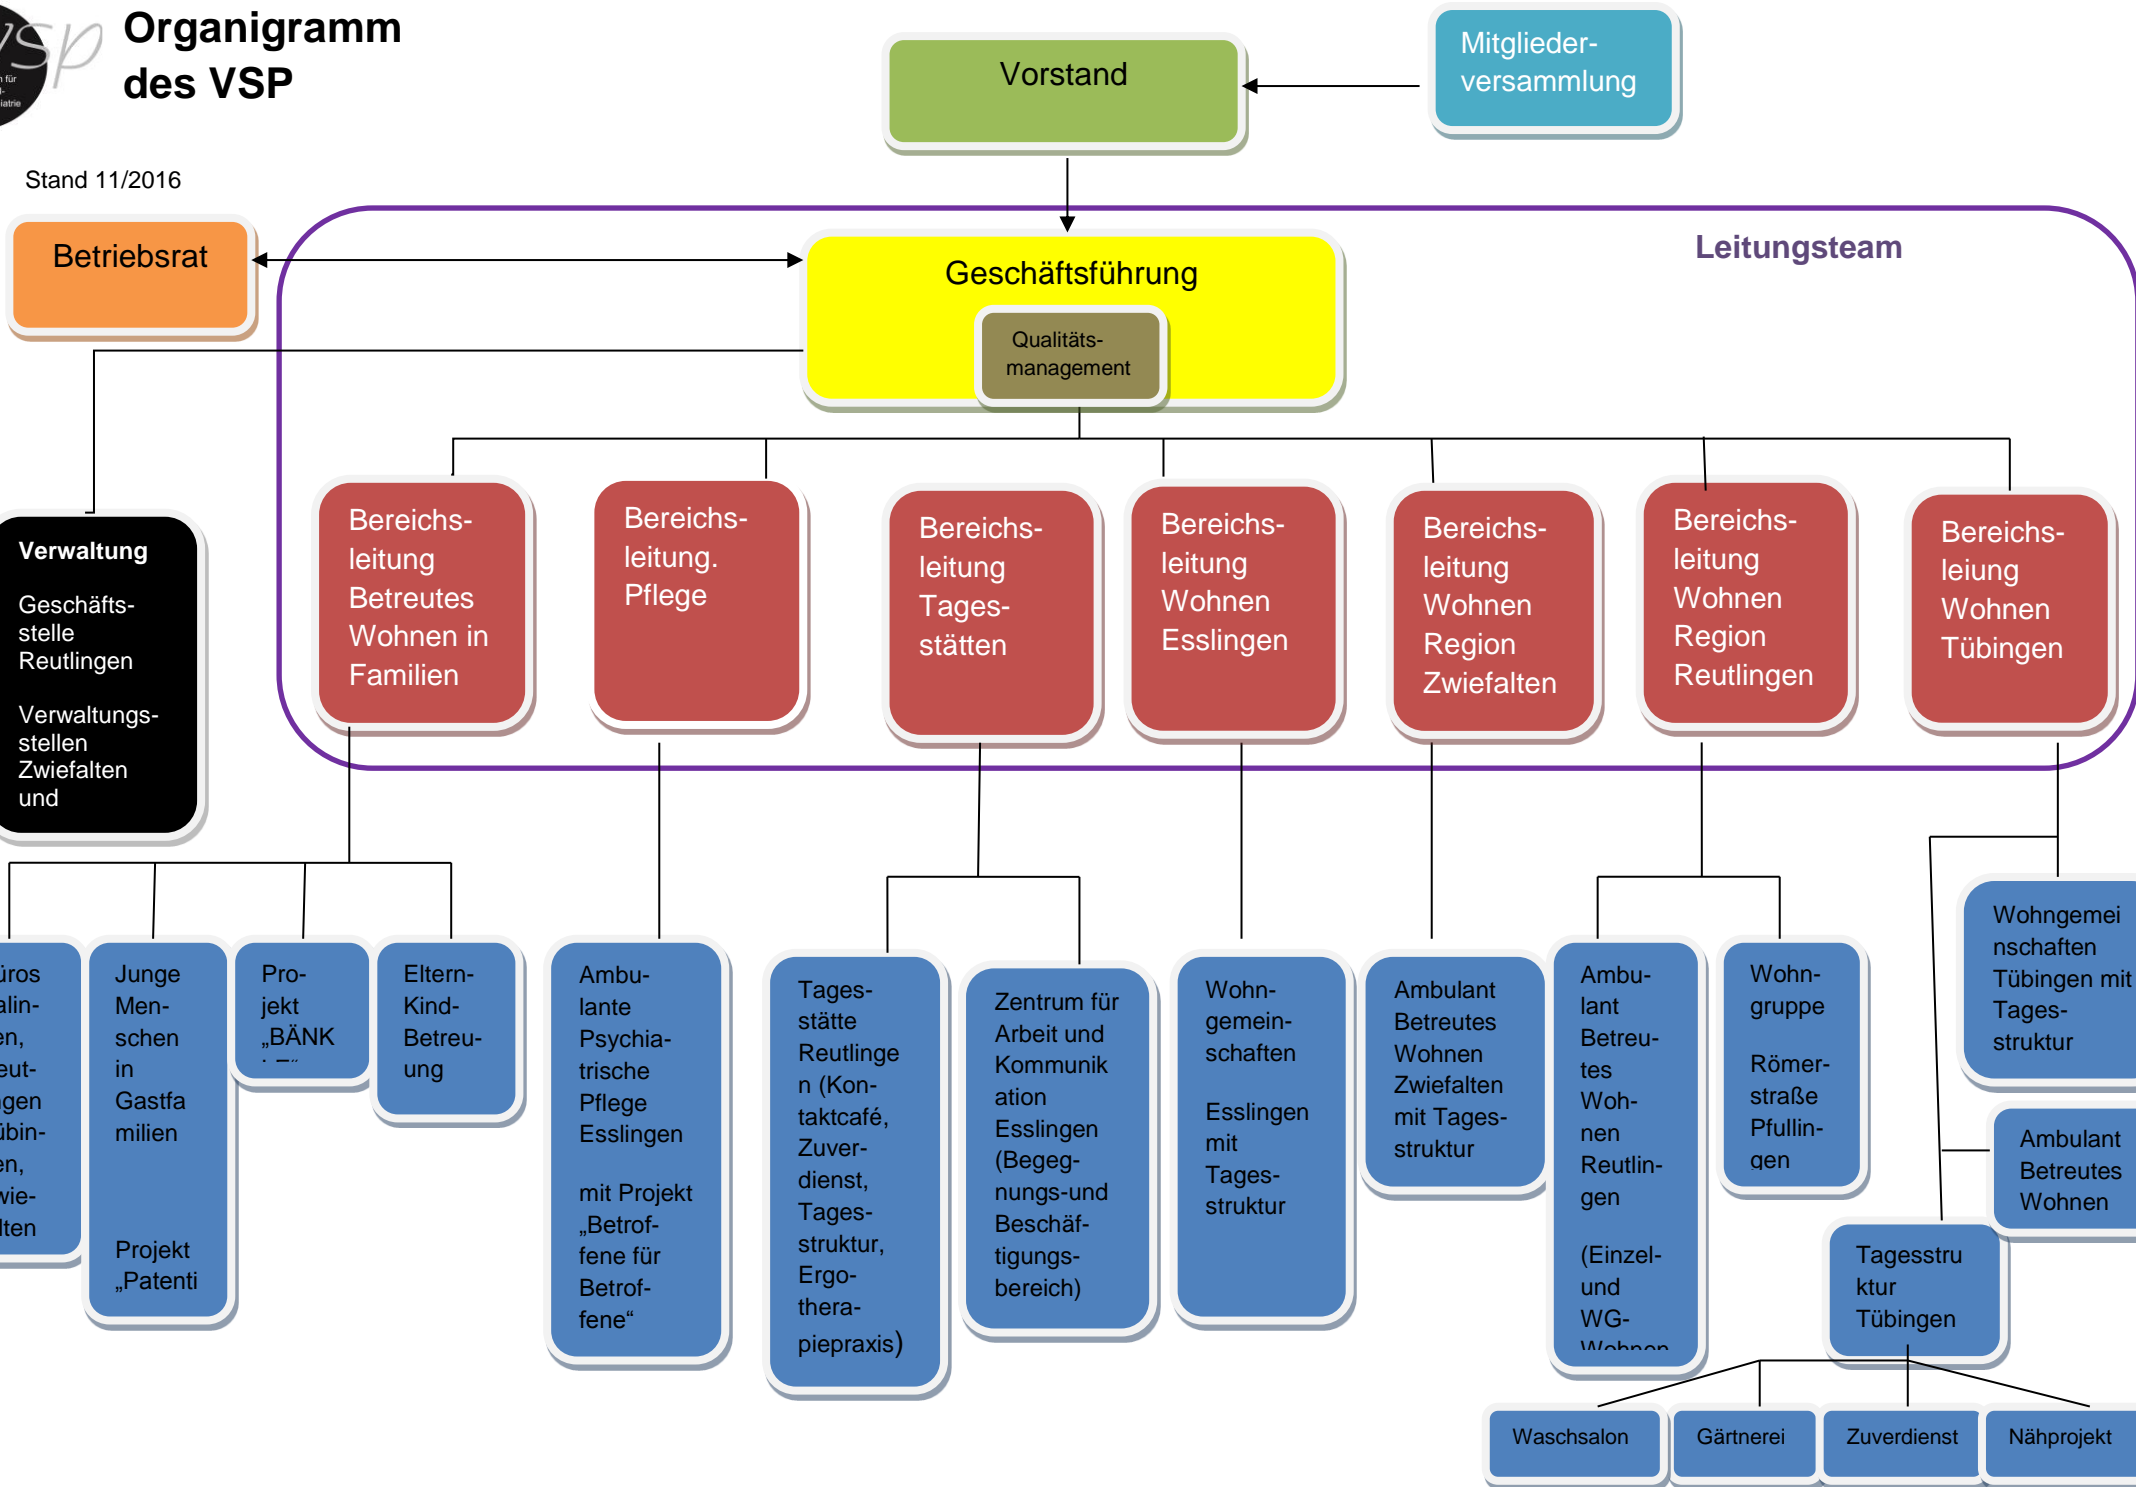 vsp
Organigramm
des VSP
Stand 11/2016
Vorstand
Mitglieder-
versammlung
Betriebsrat
Geschäftsführung
Leitungsteam
Qualitäts-
management
Verwaltung
Geschäfts-
stelle
Reutlingen
Verwaltungs-
stellen
Zwiefalten
und
Bereichs-
leitung
Betreutes
Wohnen in
Familien
Bereichs-
leitung.
Pflege
Bereichs-
leitung
Tages-
stätten
Bereichs-
leitung
Wohnen
Esslingen
Bereichs-
leitung
Wohnen
Region
Zwiefalten
Bereichs-
leitung
Wohnen
Region
Reutlingen
Bereichs-
leiung
Wohnen
Tübingen
Junge
Men-
schen
in
Gastfa
milien
Projekt
„Patenti
Pro-
jekt
„BÄNK
Eltern-
Kind-
Betreu-
ung
Ambu-
lante
Psychia-
trische
Pflege
Esslingen
mit Projekt
„Betrof-
fene für
Betrof-
fene“
Tages-
stätte
Reutlinge
n (Kon-
taktcafé,
Zuver-
dienst,
Tages-
struktur,
Ergo-
thera-
piepraxis)
Zentrum für
Arbeit und
Kommunik
ation
Esslingen
(Begeg-
nungs-und
Beschäf-
tigungs-
bereich)
Wohn-
gemein-
schaften
Esslingen
mit
Tages-
struktur
Ambulant
Betreutes
Wohnen
Zwiefalten
mit Tages-
struktur
Ambu-
lant
Betreu-
tes
Woh-
nen
Reutlin-
gen
(Einzel-
und
WG-
Wohnen
Wohn-
gruppe
Römer-
straße
Pfullin-
gen
Wohngemei
nschaften
Tübingen mit
Tages-
struktur
Ambulant
Betreutes
Wohnen
Tagesstru
ktur
Tübingen
Waschsalon
Gärtnerei
Zuverdienst
Nähprojekt